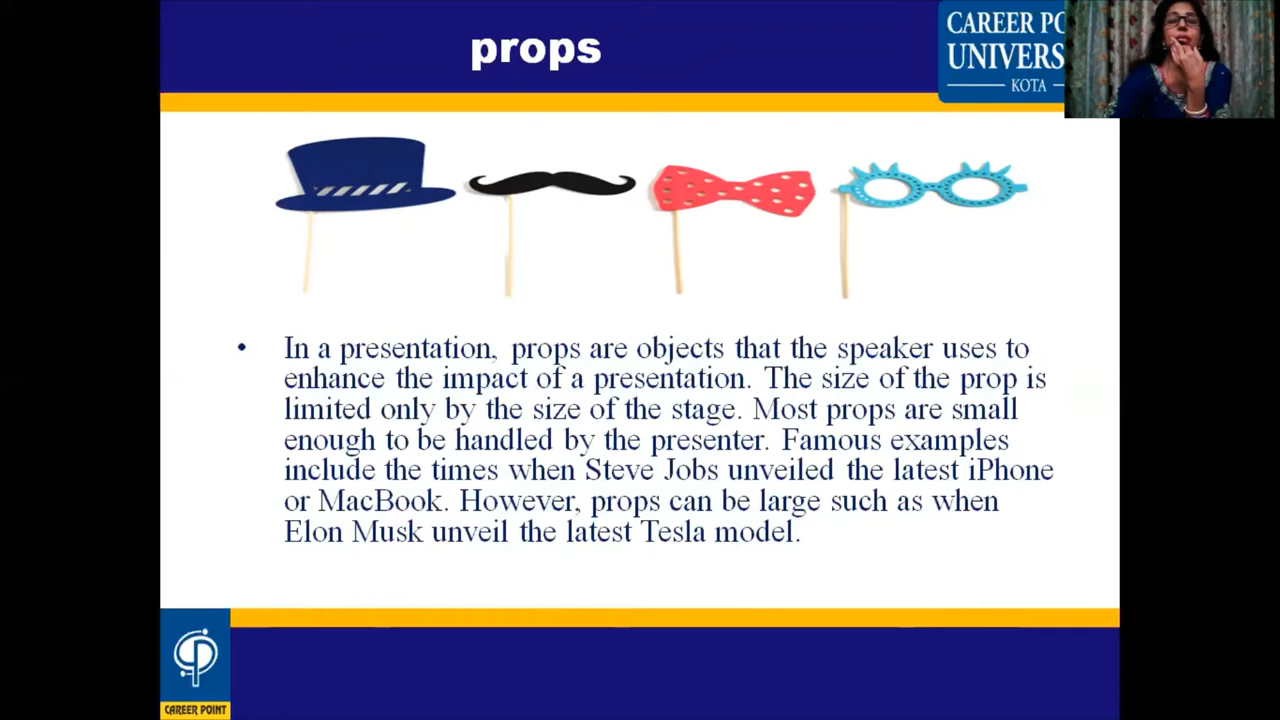 props
CAREER PO
UNIVERS
KOTA
• In a presentation, props are objects that the speaker uses to
enhance the impact of a presentation. The size of the prop is
limited only by the size of the stage. Most props are small
enough to be handled by the presenter. Famous examples
include the times when Steve Jobs unveiled the latest iPhone
or MacBook. However, props can be large such as when
Elon Musk unveil the latest Tesla model.
CAREER POINT